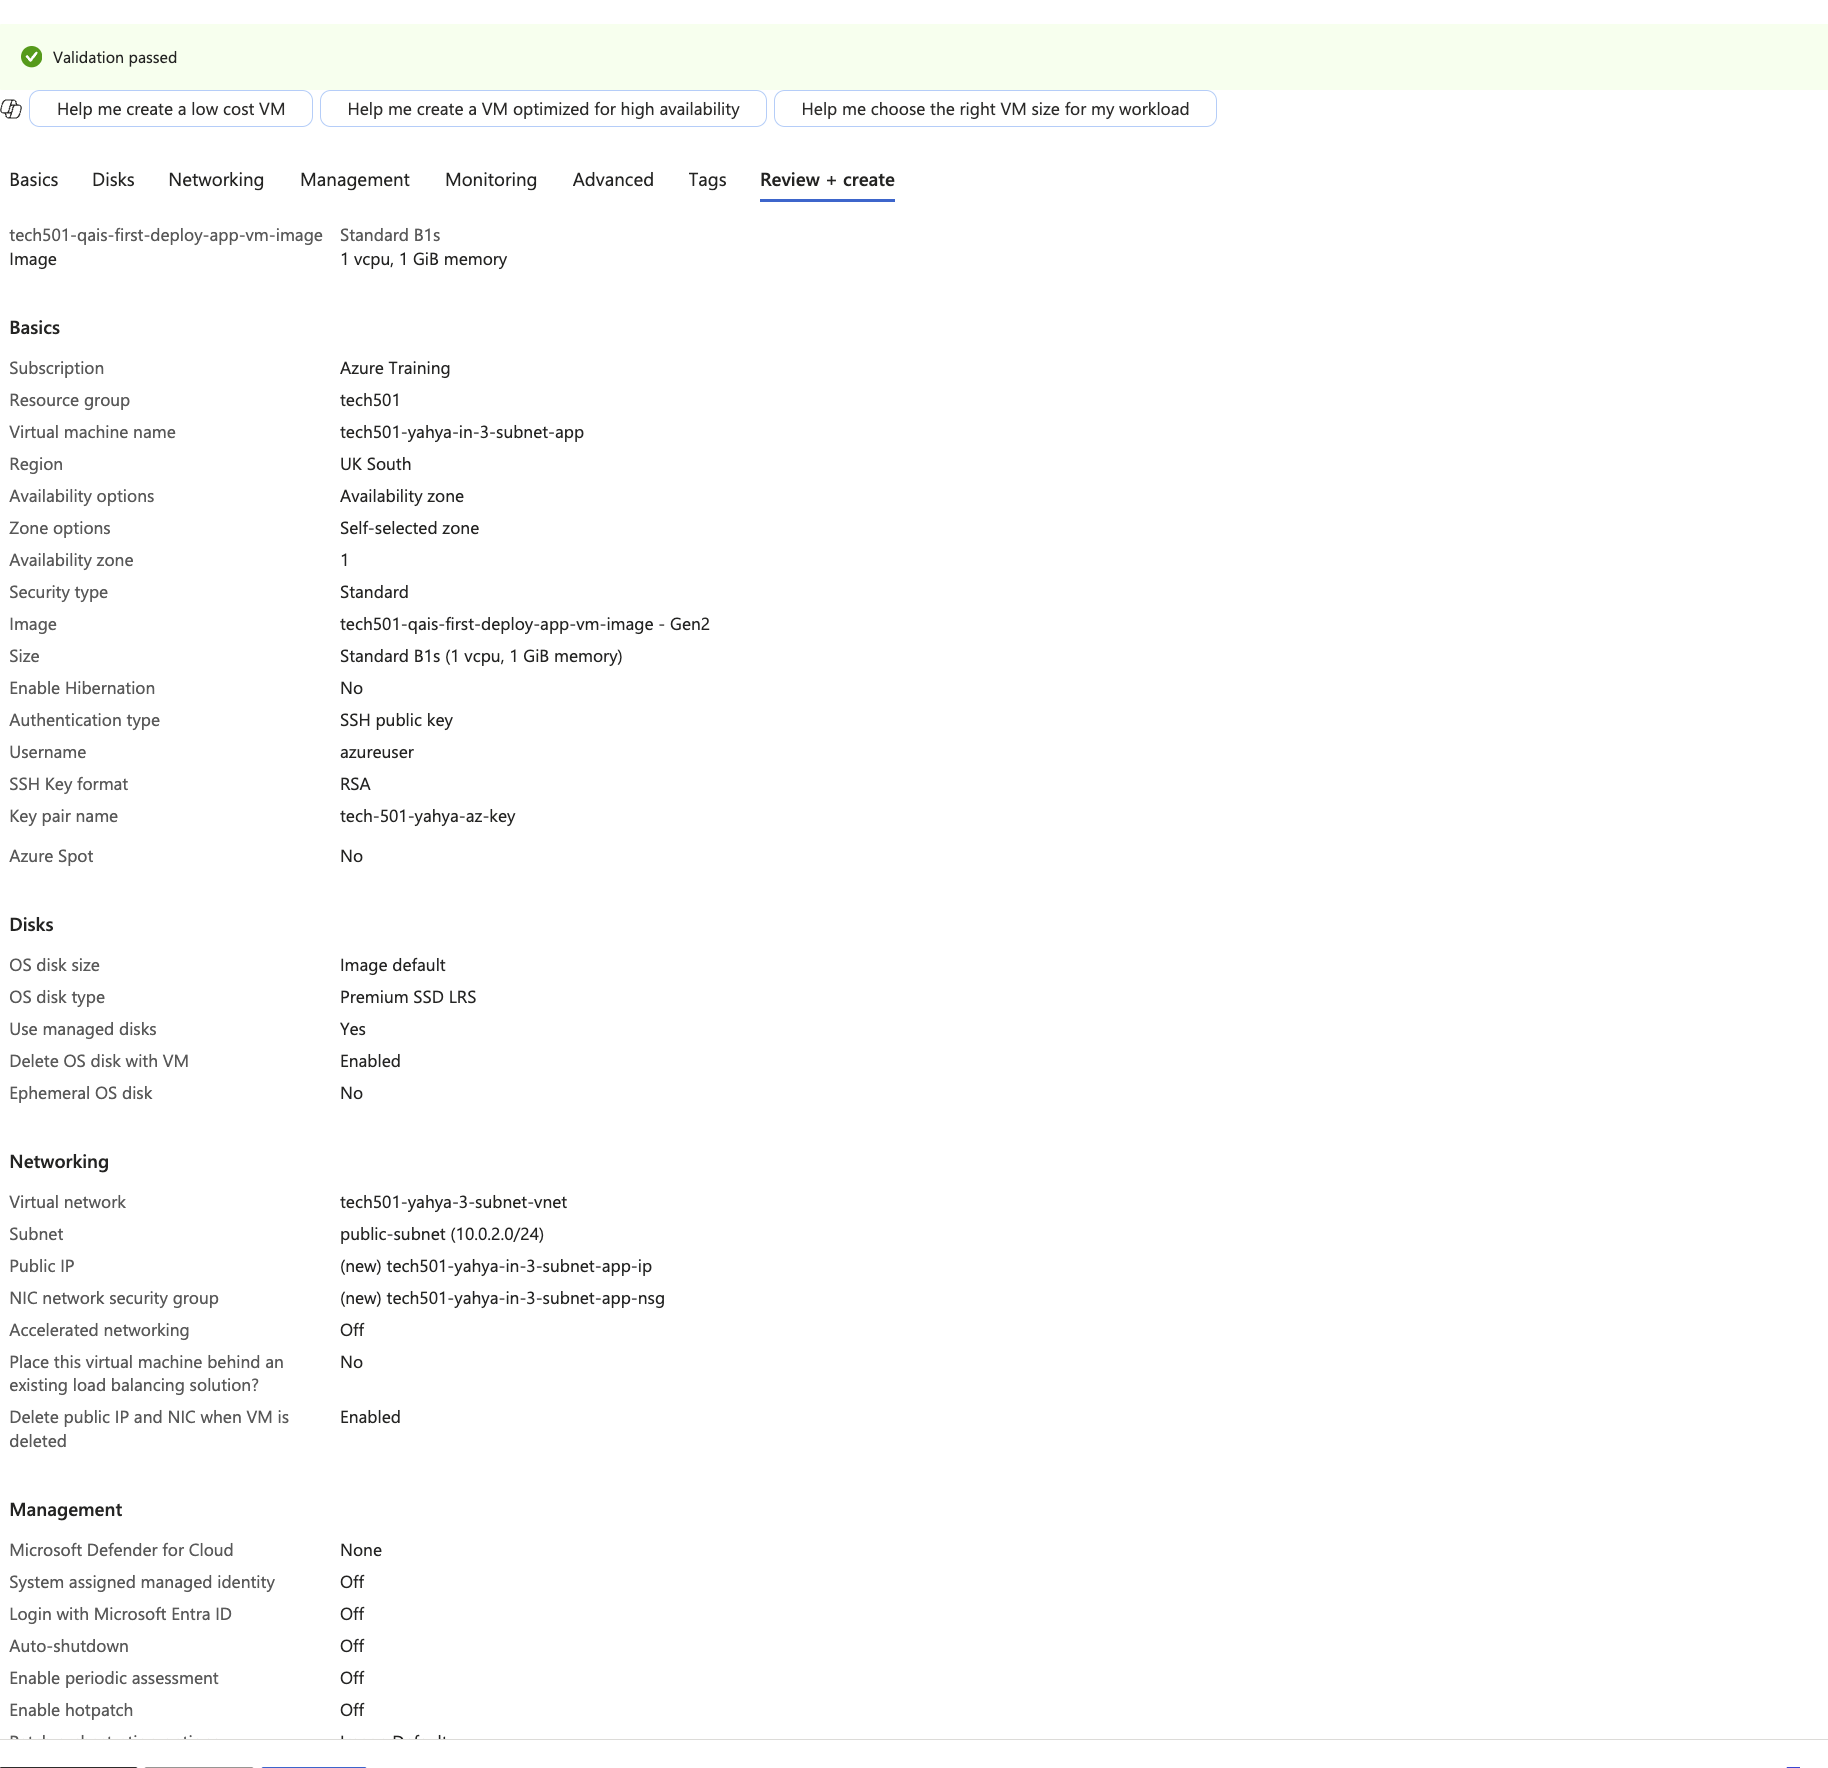 Validation passed
Help me create a low cost VM
Help me create a VM optimized for high availability
Help me choose the right VM size for my workload
Basics Disks Networking Management Monitoring Advanced Tags Review + create
tech501-qais-first-deploy-app-vm-image Standard B1s
Image 1 vcpu, 1 GiB memory
Basics
Subscription Azure Training
Resource group tech501
Virtual machine name tech501-yahya-in-3-subnet-app
Region UK South
Availability options Availability zone
Zone options Self-selected zone
Availability zone 1
Security type Standard
Image tech501-qais-first-deploy-app-vm-image - Gen2
Size Standard B1s (1 vcpu, 1 GiB memory)
Enable Hibernation No
Authentication type SSH public key
Username azureuser
SSH Key format RSA
Key pair name tech-501-yahya-az-key
Azure Spot No
Disks
OS disk size Image default
OS disk type Premium SSD LRS
Use managed disks Yes
Delete OS disk with VM Enabled
Ephemeral OS disk No
Networking
Virtual network tech501-yahya-3-subnet-vnet
Subnet public-subnet (10.0.2.0/24)
Public IP (new) tech501-yahya-in-3-subnet-app-ip
NIC network security group (new) tech501-yahya-in-3-subnet-app-nsg
Accelerated networking Off
Place this virtual machine behind an No
existing load balancing solution?
Delete public IP and NIC when VM is Enabled
deleted
Management
Microsoft Defender for Cloud None
System assigned managed identity Off
Login with Microsoft Entra ID Off
Auto-shutdown Off
Enable periodic assessment Off
Enable hotpatch Off